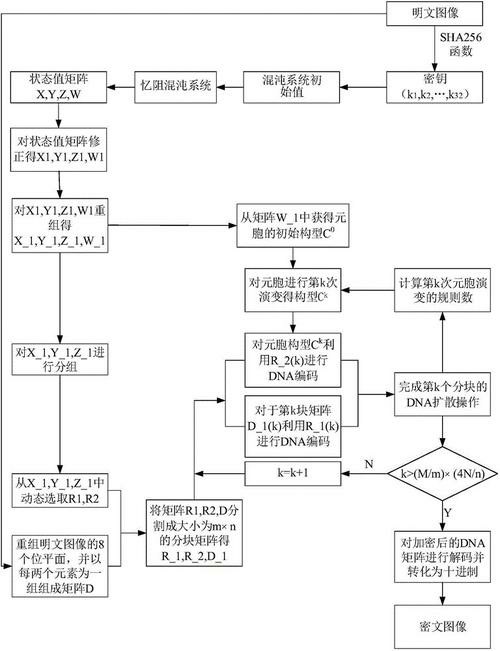 明文图像
SHA256
函数
密钥
(k1,k2,…,k32)
混沌系统初
始值
忆阻混沌系统
状态值矩阵
X,Y,Z,W
对状态值矩阵修
正得X1,Y1,Z1,W1
对X1,Y1,Z1,W1重
组得
X_1,Y_1,Z_1,W_1
从矩阵W_1中获得元
胞的初始构型C⁰
对元胞进行第k次
演变得构型Cᵏ
计算第k次元胞演
变的规则数
对X_1,Y_1,Z_1进
行分组
对元胞构型Cᵏ利
用R_2(k)进行
DNA编码
对于第k块矩阵
D_1(k)利用R_1(k)
进行DNA编码
完成第k个分块的
DNA扩散操作
k=k+1
N
k>(M/m)×(4N/n)
Y
从X_1,Y_1,Z_1中
动态选取R1,R2
重组明文图像的8
个位平面，并以
每两个元素为一
组组成矩阵D
将矩阵R1,R2,D分
割成大小为m×n
的分块矩阵得
R_1,R_2,D_1
对加密后的DNA
矩阵进行解码并
转化为十进制
密文图像